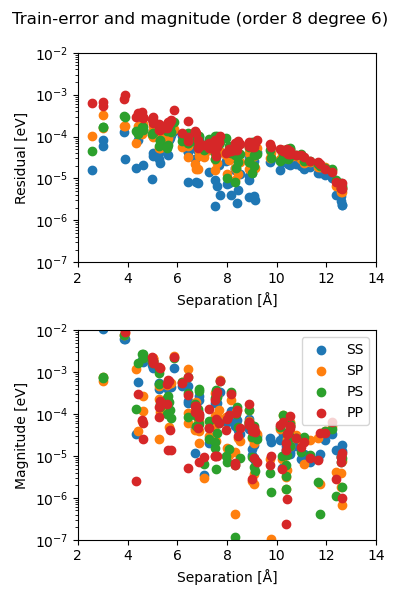 Train-error and magnitude (order 8 degree 6)
10⁻²
10⁻³
10⁻⁴
10⁻⁵
10⁻⁶
10⁻⁷
Residual [eV]
2 4 6 8 10 12 14
Separation [Å]
10⁻²
10⁻³
10⁻⁴
10⁻⁵
10⁻⁶
10⁻⁷
Magnitude [eV]
SS
SP
PS
PP
2 4 6 8 10 12 14
Separation [Å]